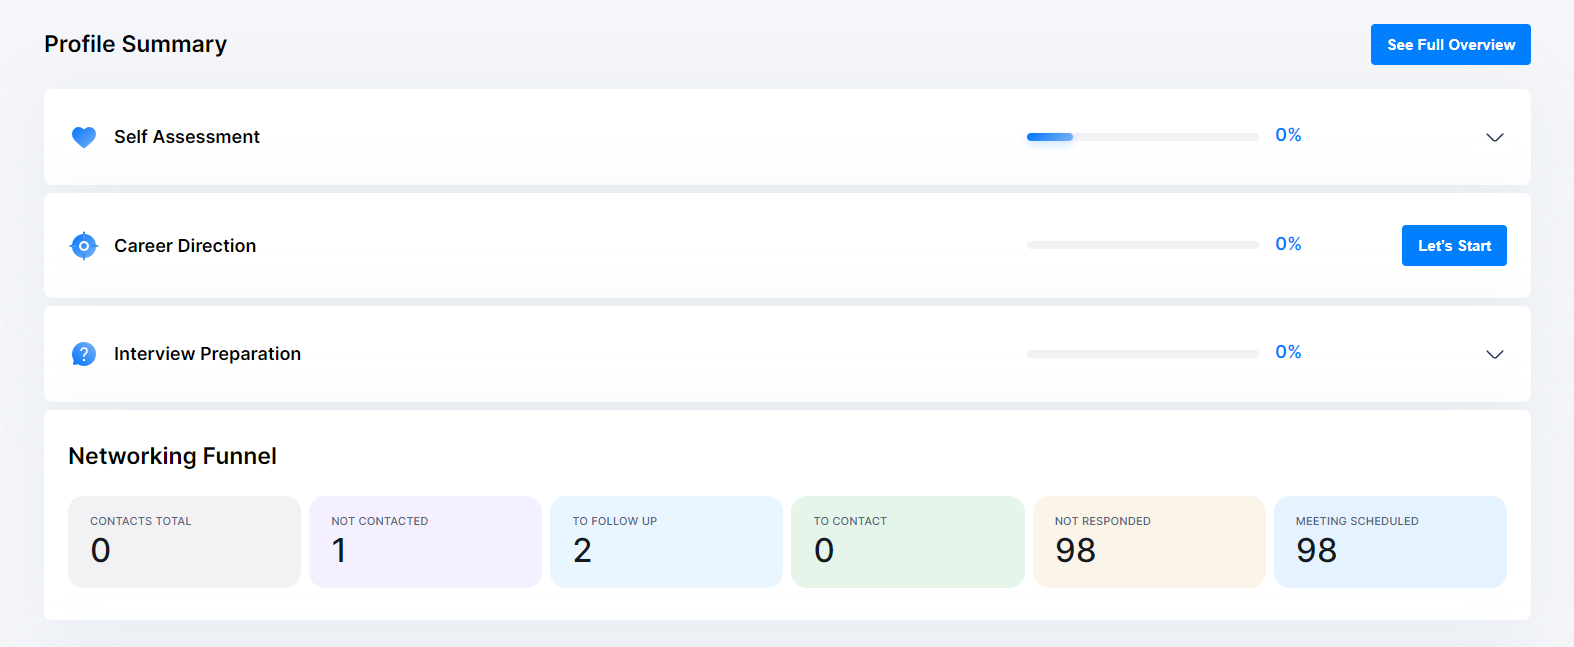 Profile Summary
See Full Overview
Self Assessment
0%
Career Direction
0%
Let's Start
Interview Preparation
0%
Networking Funnel
CONTACTS TOTAL
0
NOT CONTACTED
1
TO FOLLOW UP
2
TO CONTACT
0
NOT RESPONDED
98
MEETING SCHEDULED
98